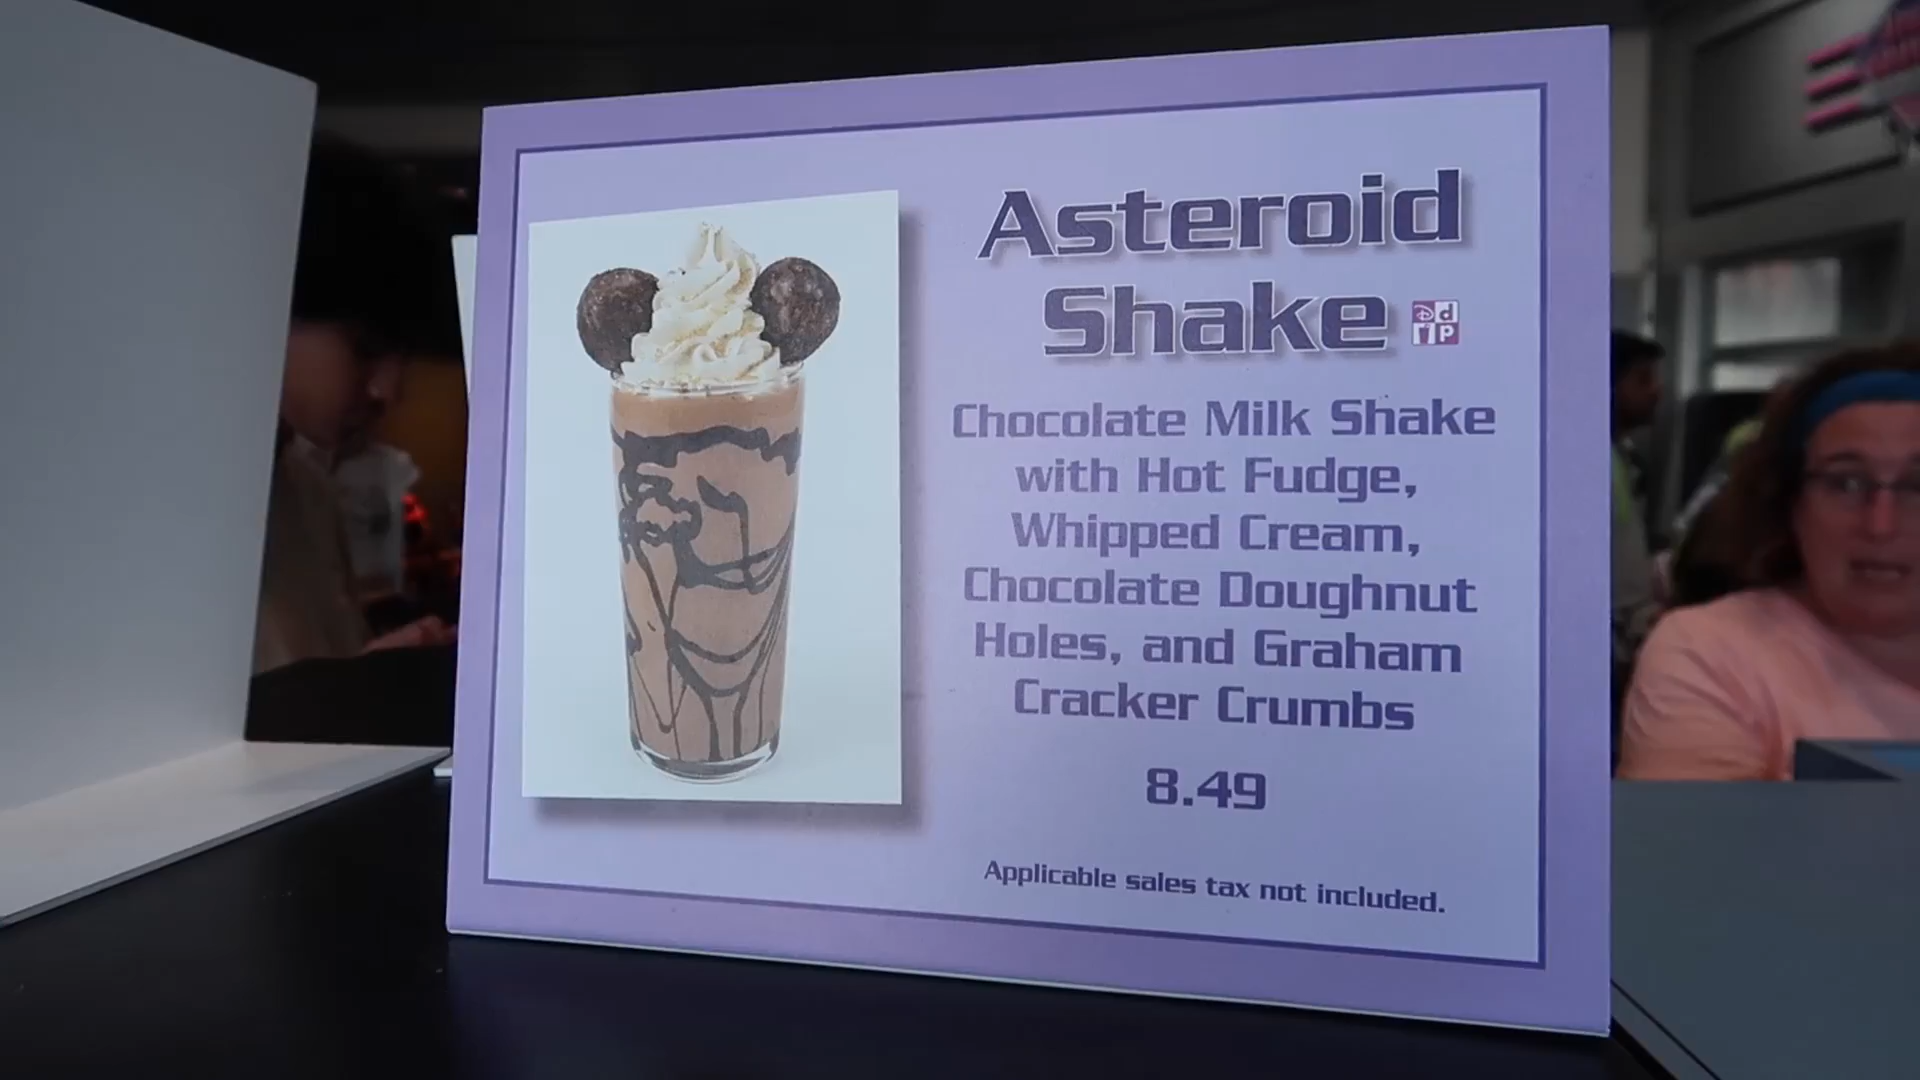 Asteroid
Shake
D d
P
Chocolate Milk Shake
with Hot Fudge,
Whipped Cream,
Chocolate Doughnut
Holes, and Graham
Cracker Crumbs
8.49
Applicable sales tax not included.